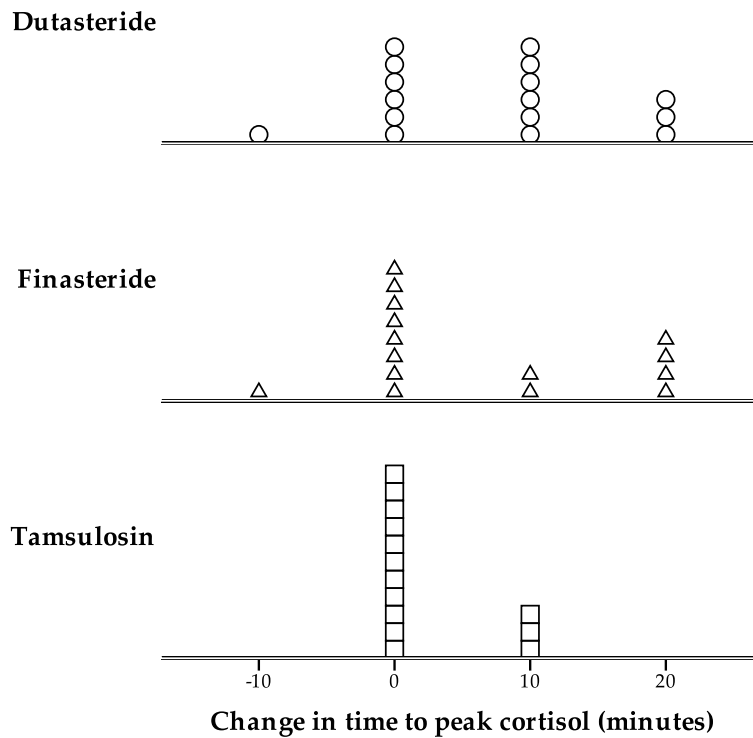 Dutasteride
Finasteride
Tamsulosin
-10 0 10 20
Change in time to peak cortisol (minutes)